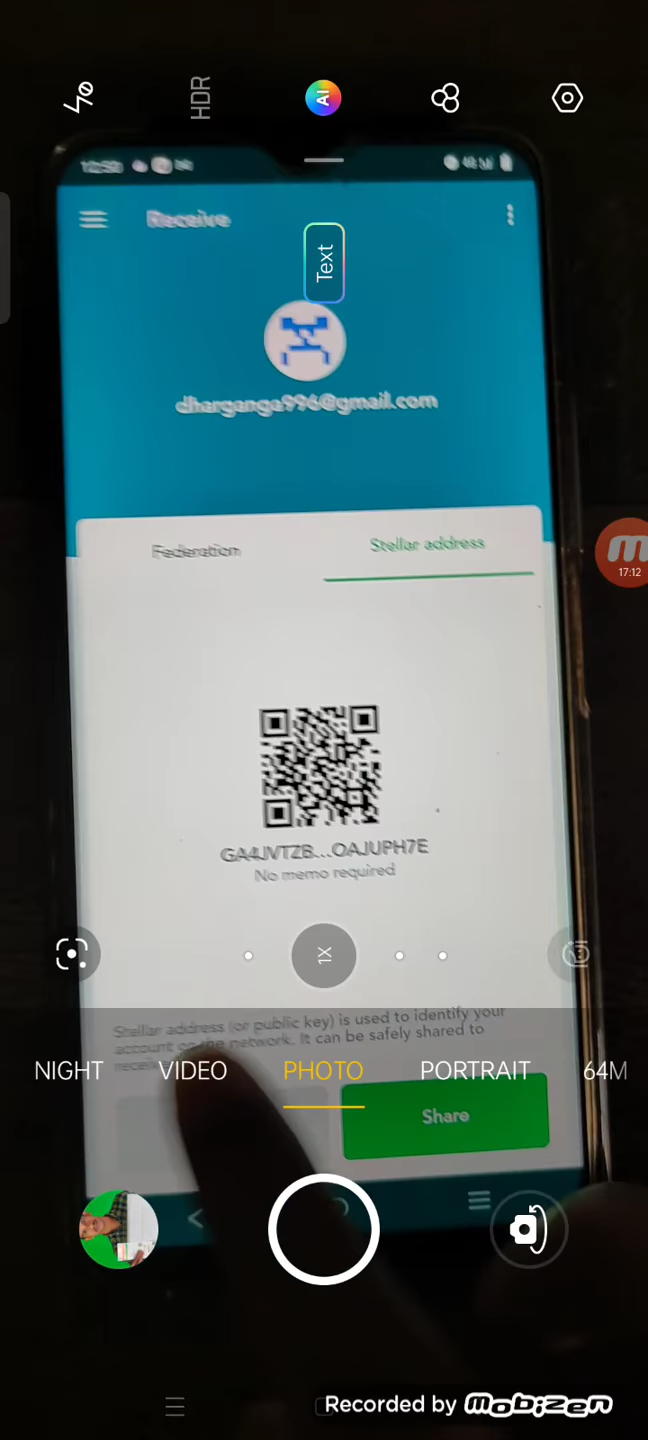 HDR
AI
Text
Receive
dharganga996@gmail.com
Federation
Stellar address
GA4JVTZB...OAJUPH7E
No memo required
1X
Stellar address (or public key) is used to identify your
account on the network. It can be safely shared to
NIGHT
VIDEO
PHOTO
PORTRAIT
64M
Share
17:12
Recorded by mobizen